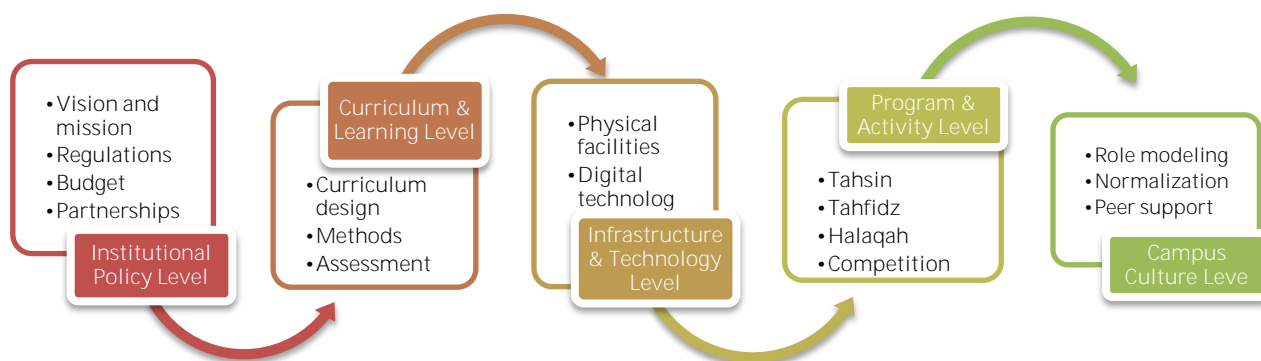 • Vision and
mission
• Regulations
• Budget
• Partnerships
Institutional
Policy Level
Curriculum &
Learning Level
• Curriculum
design
• Methods
• Assessment
• Physical
facilities
• Digital
technolog
Infrastructure
& Technology
Level
Program &
Activity Level
• Tahsin
• Tahfidz
• Halaqah
• Competition
• Role modeling
• Normalization
• Peer support
Campus
Culture Leve